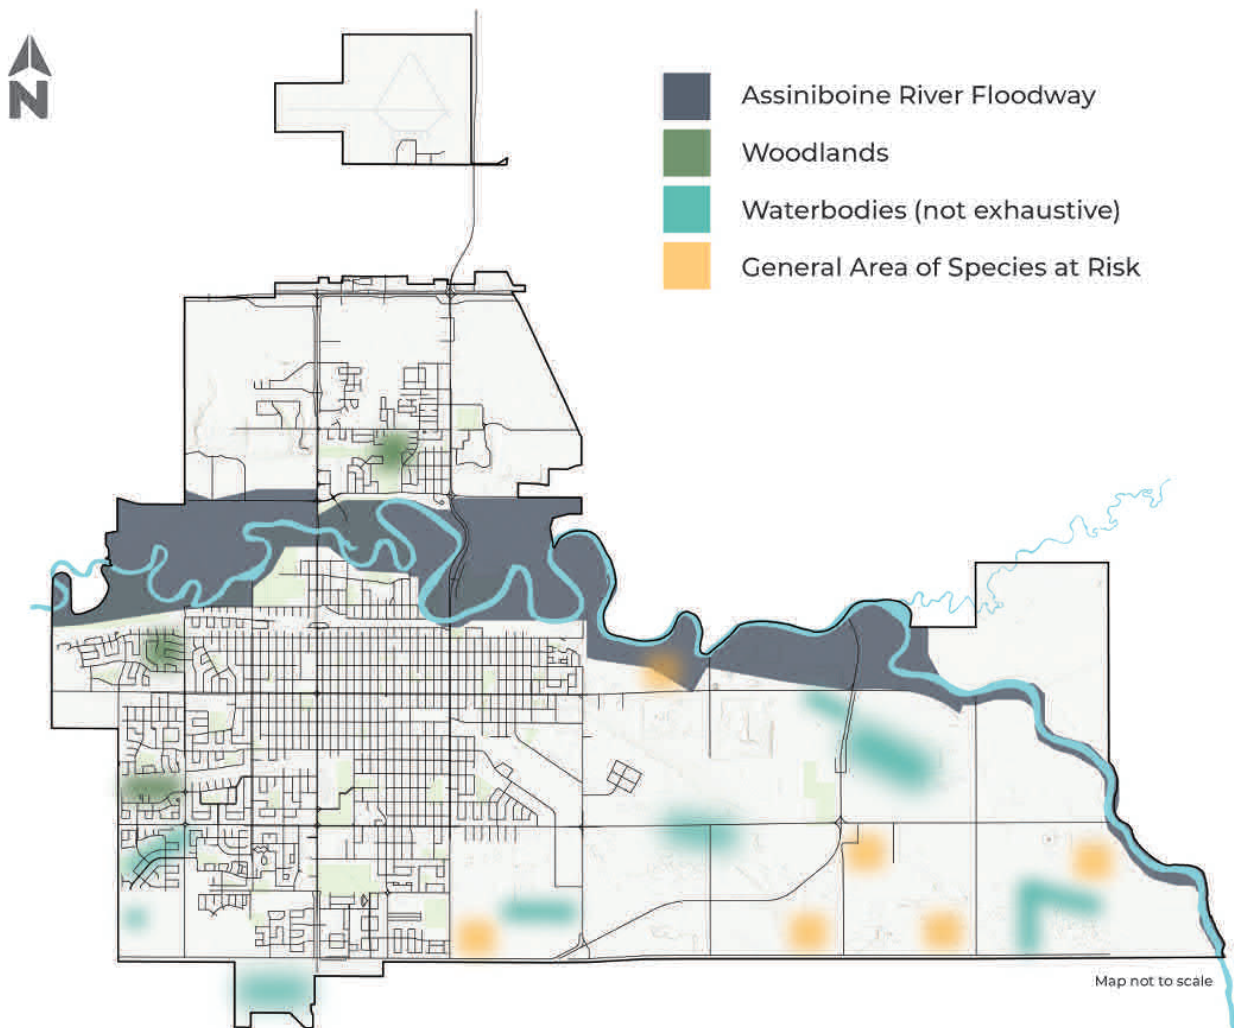 N
Assiniboine River Floodway
Woodlands
Waterbodies (not exhaustive)
General Area of Species at Risk
Map not to scale